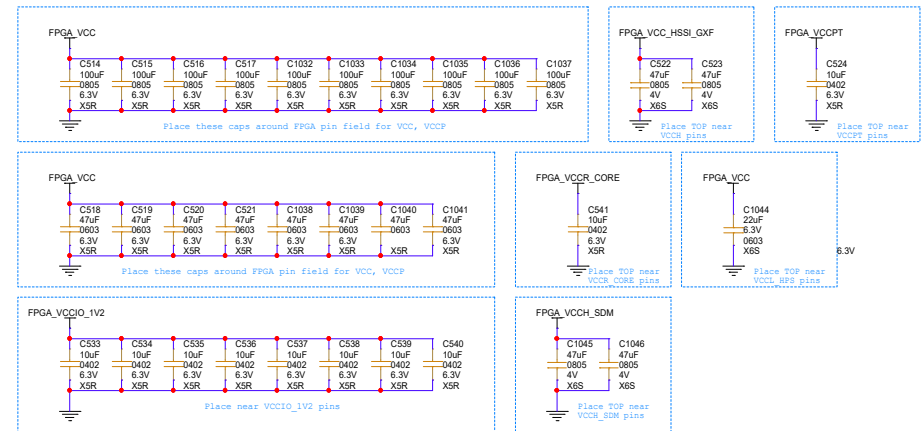 FPGA_VCC
C514
100uF
0805
6.3V
X5R
C515
100uF
0805
6.3V
X5R
C516
100uF
0805
6.3V
X5R
C517
100uF
0805
6.3V
X5R
C1032
100uF
0805
6.3V
X5R
C1033
100uF
0805
6.3V
X5R
C1034
100uF
0805
6.3V
X5R
C1035
100uF
0805
6.3V
X5R
C1036
100uF
0805
6.3V
X5R
C1037
100uF
0805
6.3V
X5R
Place these caps around FPGA pin field for VCC, VCCP
FPGA_VCC_HSSI_GXF
C522
47uF
0805
4V
X6S
C523
47uF
0805
4V
X6S
Place TOP near
VCCH pins
FPGA_VCCPT
C524
10uF
0402
6.3V
X5R
Place TOP near
VCCPT pins
FPGA_VCC
C518
47uF
0603
6.3V
X5R
C519
47uF
0603
6.3V
X5R
C520
47uF
0603
6.3V
X5R
C521
47uF
0603
6.3V
X5R
C1038
47uF
0603
6.3V
X5R
C1039
47uF
0603
6.3V
X5R
C1040
47uF
0603
X5R
C1041
47uF
0603
6.3V
X5R
Place these caps around FPGA pin field for VCC, VCCP
FPGA_VCCR_CORE
C541
10uF
0402
6.3V
X5R
Place TOP near
VCCR_CORE pins
FPGA_VCC
C1044
22uF
6.3V
0603
X6S
6.3V
Place TOP near
VCCL_HPS pins
FPGA_VCCIO_1V2
C533
10uF
0402
6.3V
X5R
C534
10uF
0402
6.3V
X5R
C535
10uF
0402
6.3V
X5R
C536
10uF
0402
6.3V
X5R
C537
10uF
0402
6.3V
X5R
C538
10uF
0402
6.3V
X5R
C539
10uF
0402
6.3V
X5R
C540
10uF
0402
6.3V
X5R
Place near VCCIO_1V2 pins
FPGA_VCCH_SDM
C1045
47uF
0805
4V
X6S
C1046
47uF
0805
4V
X6S
Place TOP near
VCCH_SDM pins